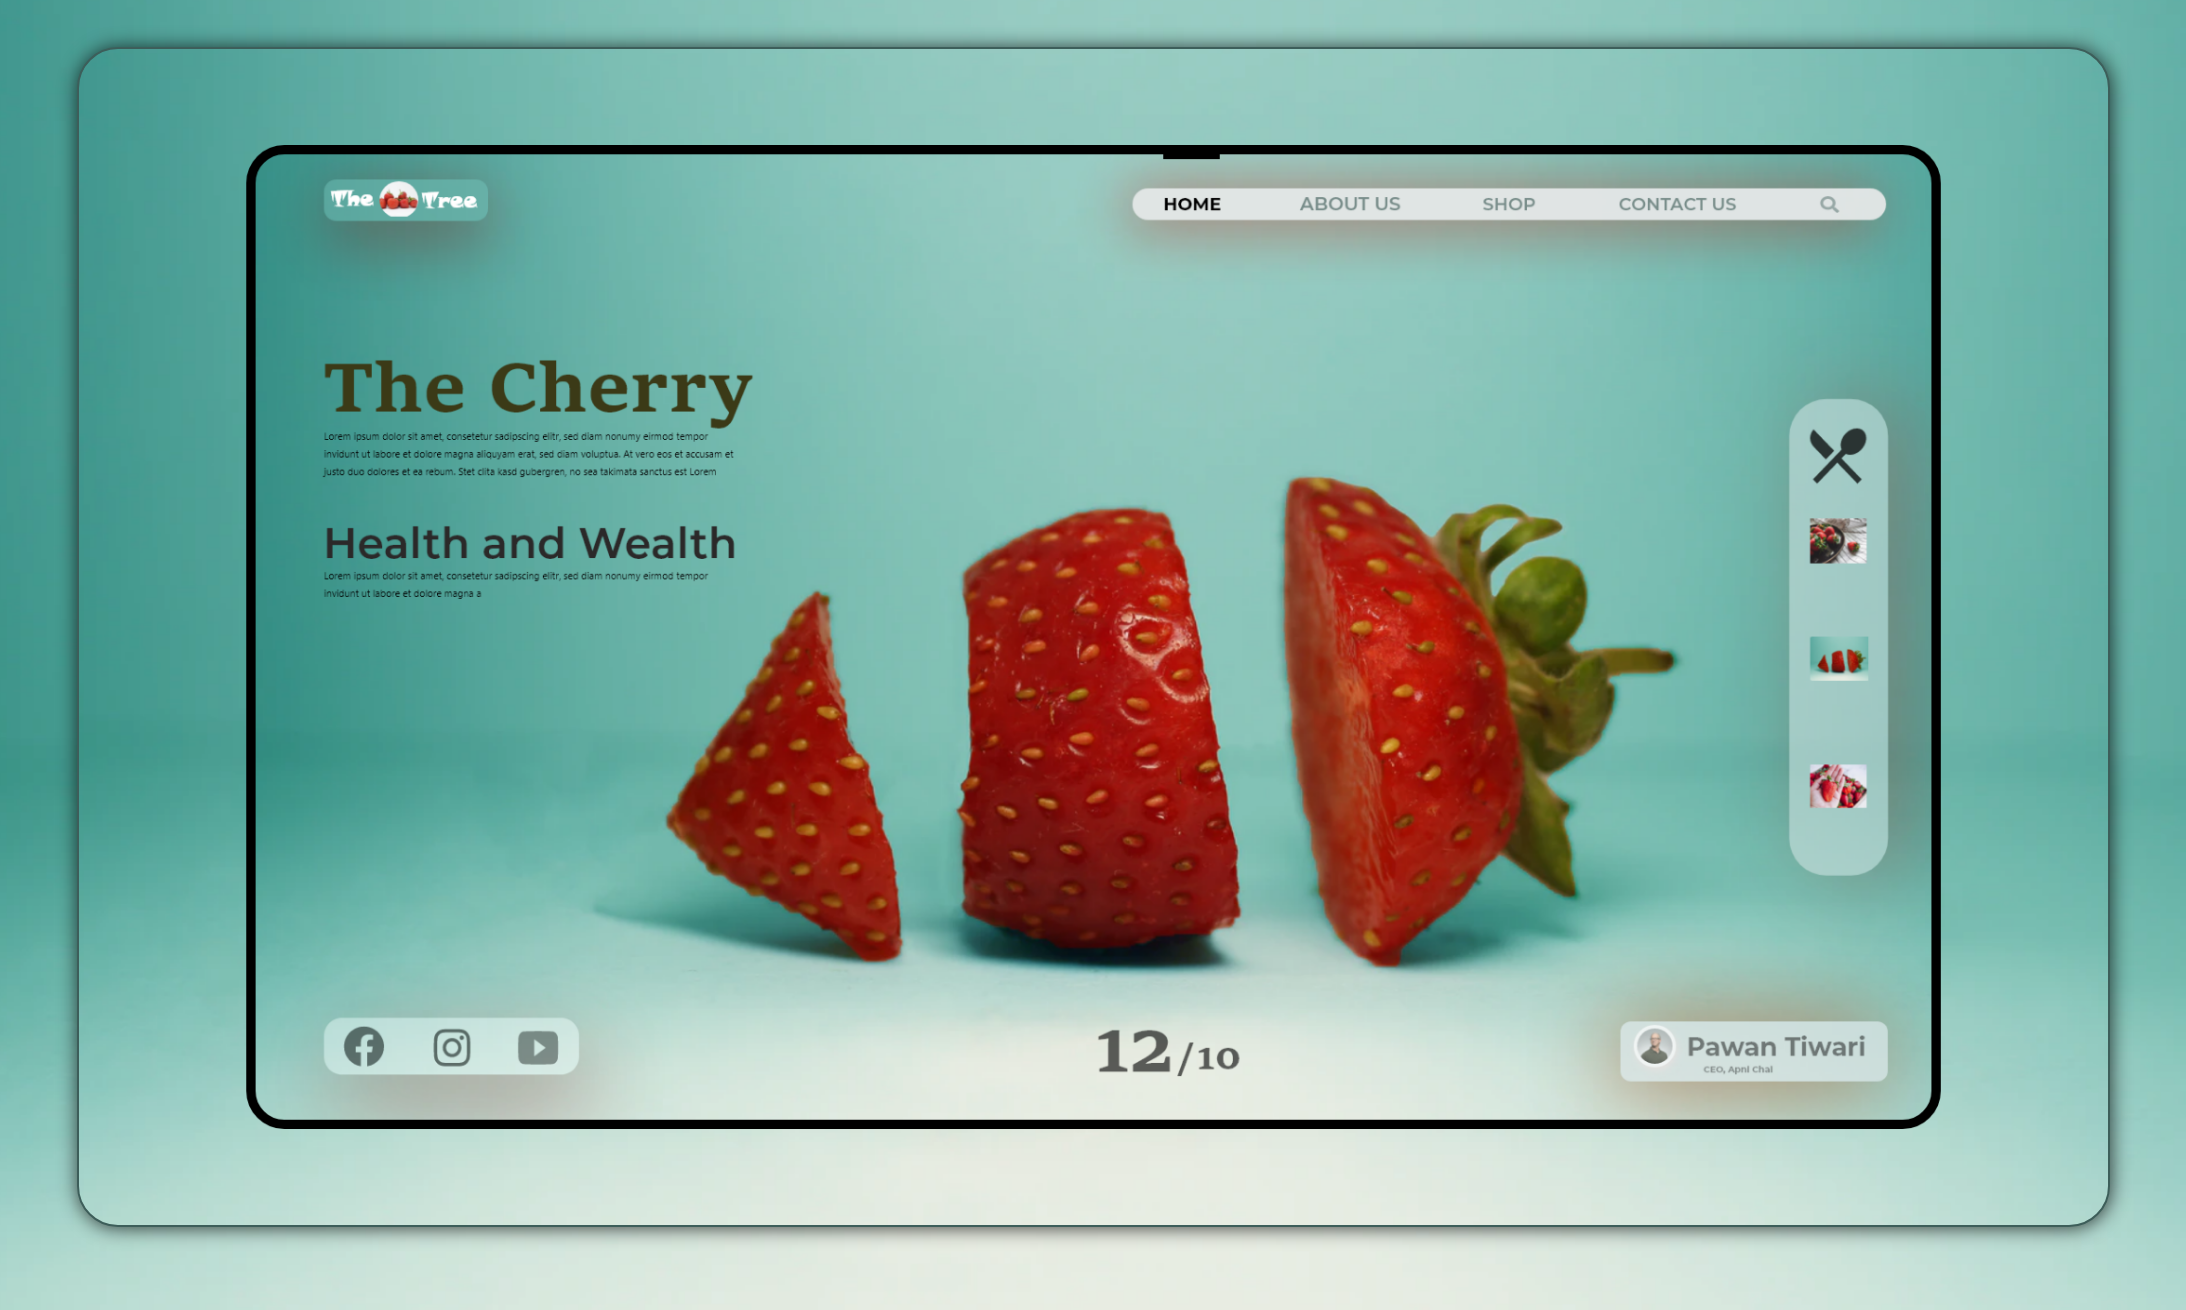 The Tree
HOME ABOUT US SHOP CONTACT US
The Cherry
Lorem ipsum dolor sit amet, consetetur sadipscing elitr, sed diam nonumy eirmod tempor
invidunt ut labore et dolore magna aliquyam erat, sed diam voluptua. At vero eos et accusam et
justo duo dolores et ea rebum. Stet clita kasd gubergren, no sea takimata sanctus est Lorem
Health and Wealth
Lorem ipsum dolor sit amet, consetetur sadipscing elitr, sed diam nonumy eirmod tempor
invidunt ut labore et dolore magna a
12/10
Pawan Tiwari
CEO, Apni Chai